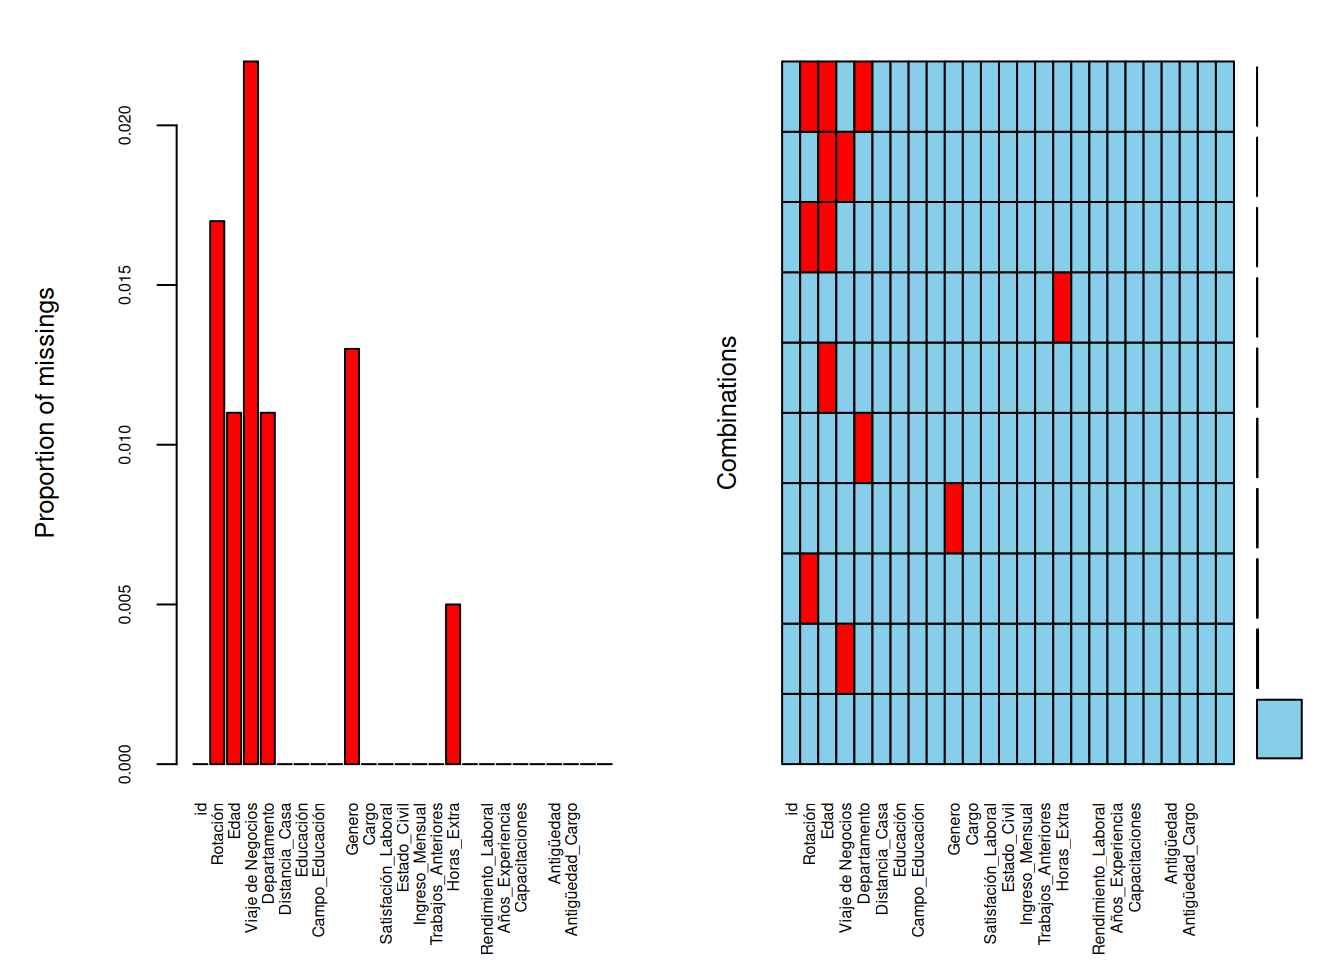 Proportion of missings
0.000
0.005
0.010
0.015
0.020
id
Rotación
Edad
Viaje de Negocios
Departamento
Distancia_Casa
Educación
Campo_Educación
Genero
Cargo
Satisfación_Laboral
Estado_Civil
Ingreso_Mensual
Trabajos_Anteriores
Horas_Extra
Rendimiento_Laboral
Años_Experiencia
Capacitaciones
Antigüedad
Antigüedad_Cargo
Combinations
id
Rotación
Edad
Viaje de Negocios
Departamento
Distancia_Casa
Educación
Campo_Educación
Genero
Cargo
Satisfación_Laboral
Estado_Civil
Ingreso_Mensual
Trabajos_Anteriores
Horas_Extra
Rendimiento_Laboral
Años_Experiencia
Capacitaciones
Antigüedad
Antigüedad_Cargo